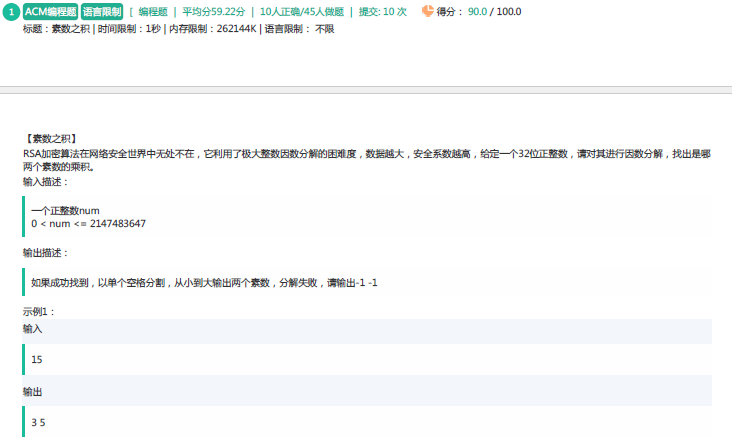 1 ACM编程题 语言限制 [ 编程题 | 平均分59.22分 | 10人正确/45人做题 | 提交: 10 次 得分： 90.0 / 100.0
标题：素数之积 | 时间限制：1秒 | 内存限制：262144K | 语言限制： 不限
【素数之积】
RSA加密算法在网络安全世界中无处不在，它利用了极大整数因数分解的困难度，数据越大，安全系数越高，给定一个32位正整数，请对其进行因数分解，找出是哪
两个素数的乘积。
输入描述：
一个正整数num
0 < num <= 2147483647
输出描述：
如果成功找到，以单个空格分割，从小到大输出两个素数，分解失败，请输出-1 -1
示例1：
输入
15
输出
3 5